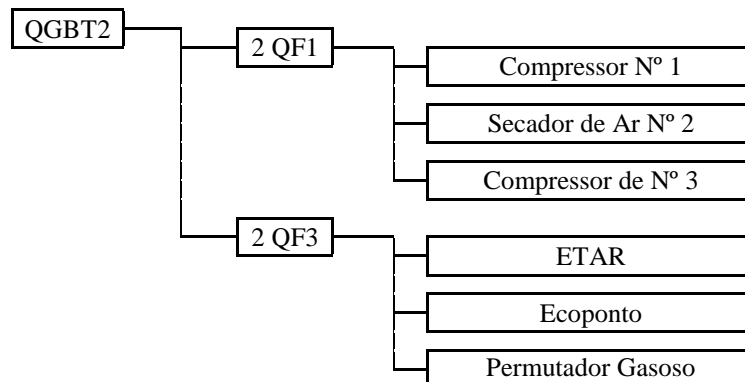 QGBT2
2 QF1
Compressor Nº 1
Secador de Ar Nº 2
Compressor de Nº 3
2 QF3
ETAR
Ecoponto
Permutador Gasoso